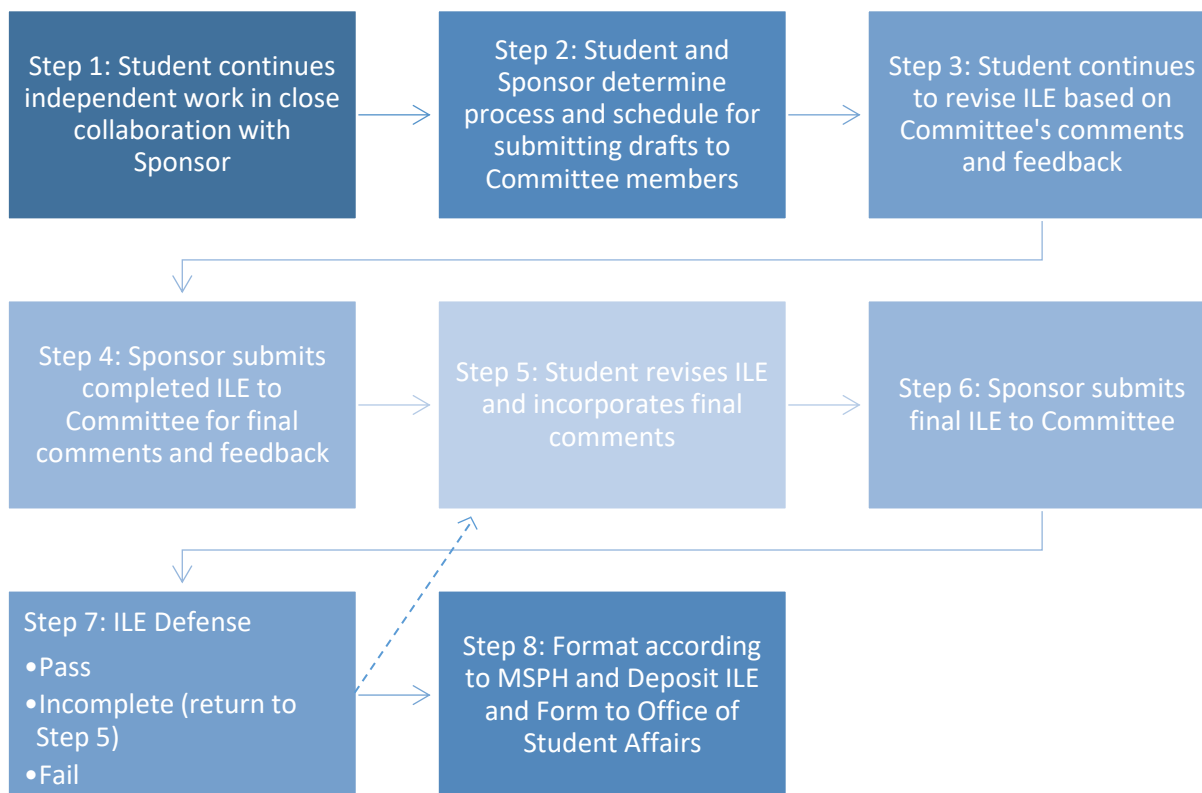 Step 1: Student continues
independent work in close
collaboration with
Sponsor
Step 2: Student and
Sponsor determine
process and schedule for
submitting drafts to
Committee members
Step 3: Student continues
to revise ILE based on
Committee's comments
and feedback
Step 4: Sponsor submits
completed ILE to
Committee for final
comments and feedback
Step 5: Student revises ILE
and incorporates final
comments
Step 6: Sponsor submits
final ILE to Committee
Step 7: ILE Defense
•Pass
•Incomplete (return to
Step 5)
•Fail
Step 8: Format according
to MSPH and Deposit ILE
and Form to Office of
Student Affairs